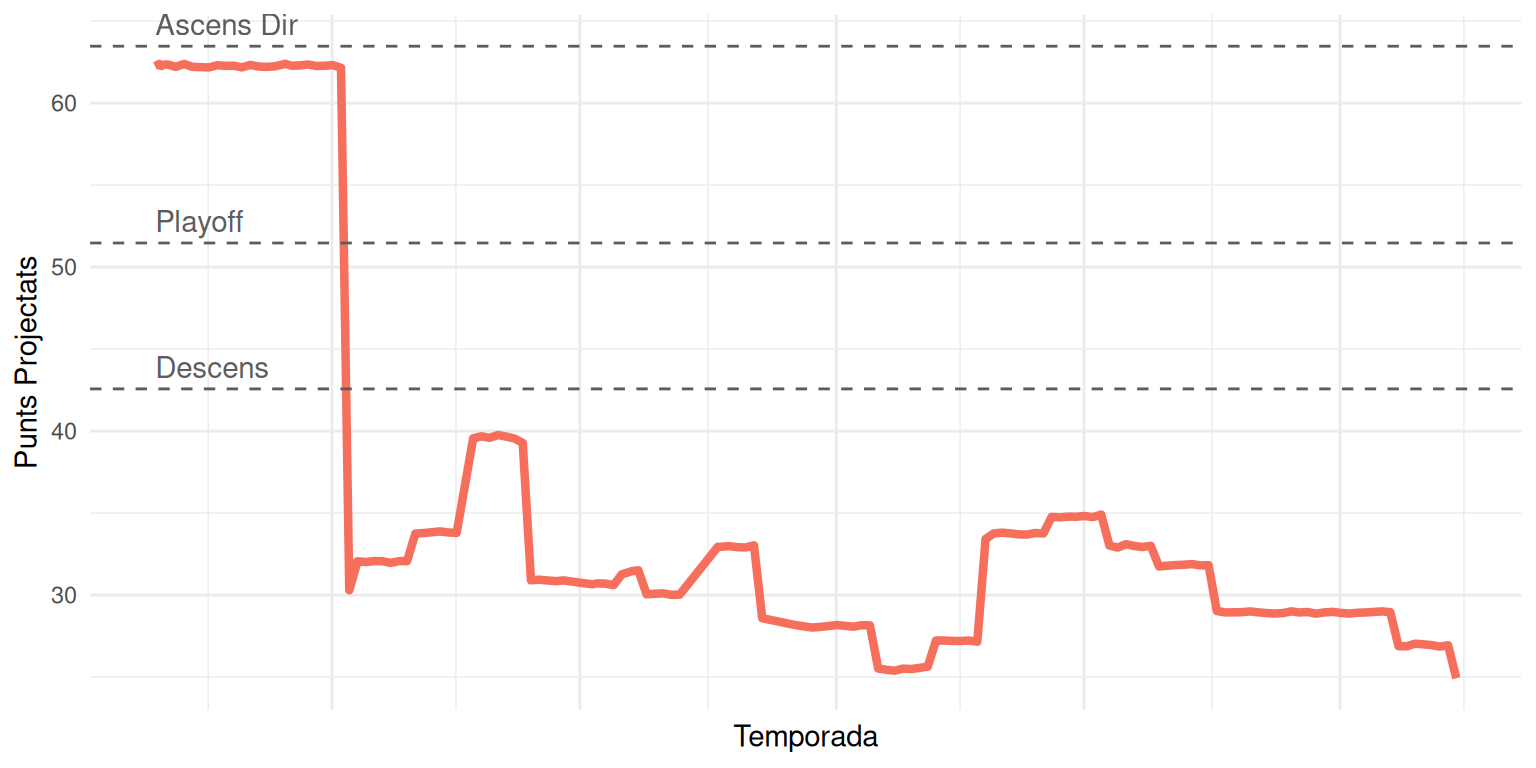 Ascens Dir
60
Playoff
50
Descens
40
30
Punts Projectats
Temporada